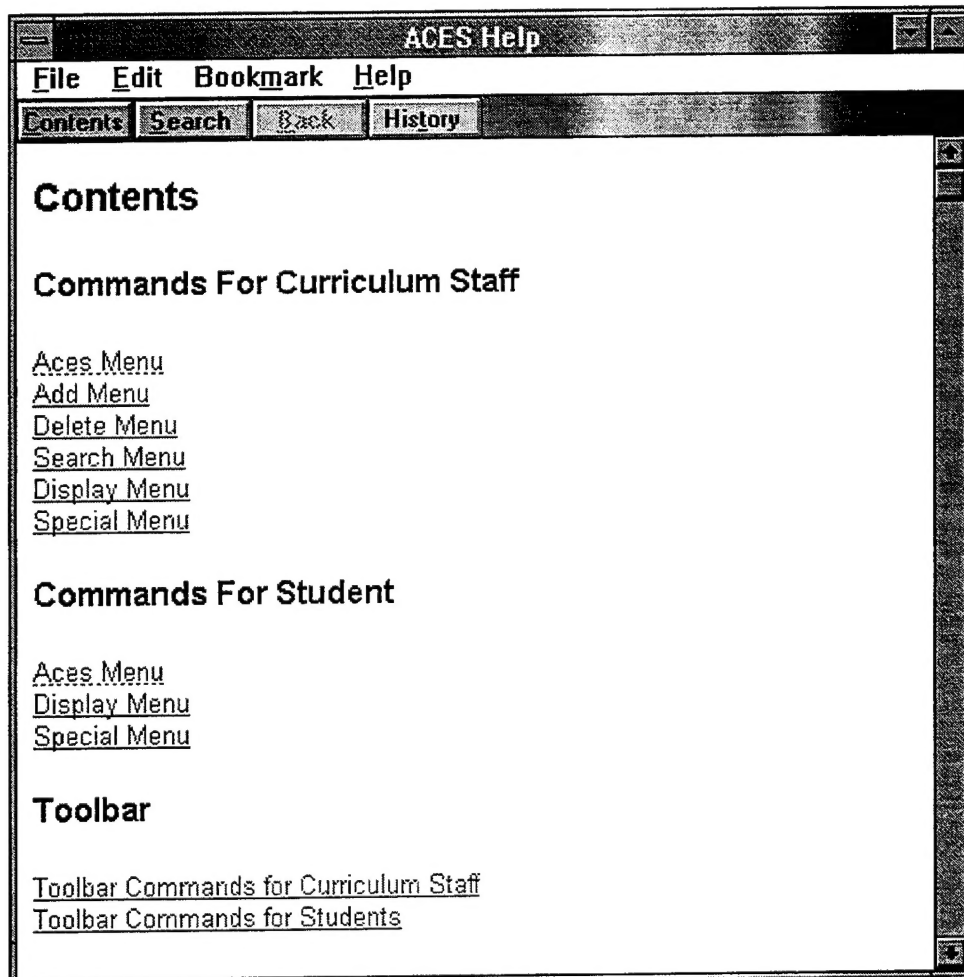 ACES Help
File Edit Bookmark Help
Contents Search Back History
Contents
Commands For Curriculum Staff
Aces Menu
Add Menu
Delete Menu
Search Menu
Display Menu
Special Menu
Commands For Student
Aces Menu
Display Menu
Special Menu
Toolbar
Toolbar Commands for Curriculum Staff
Toolbar Commands for Students